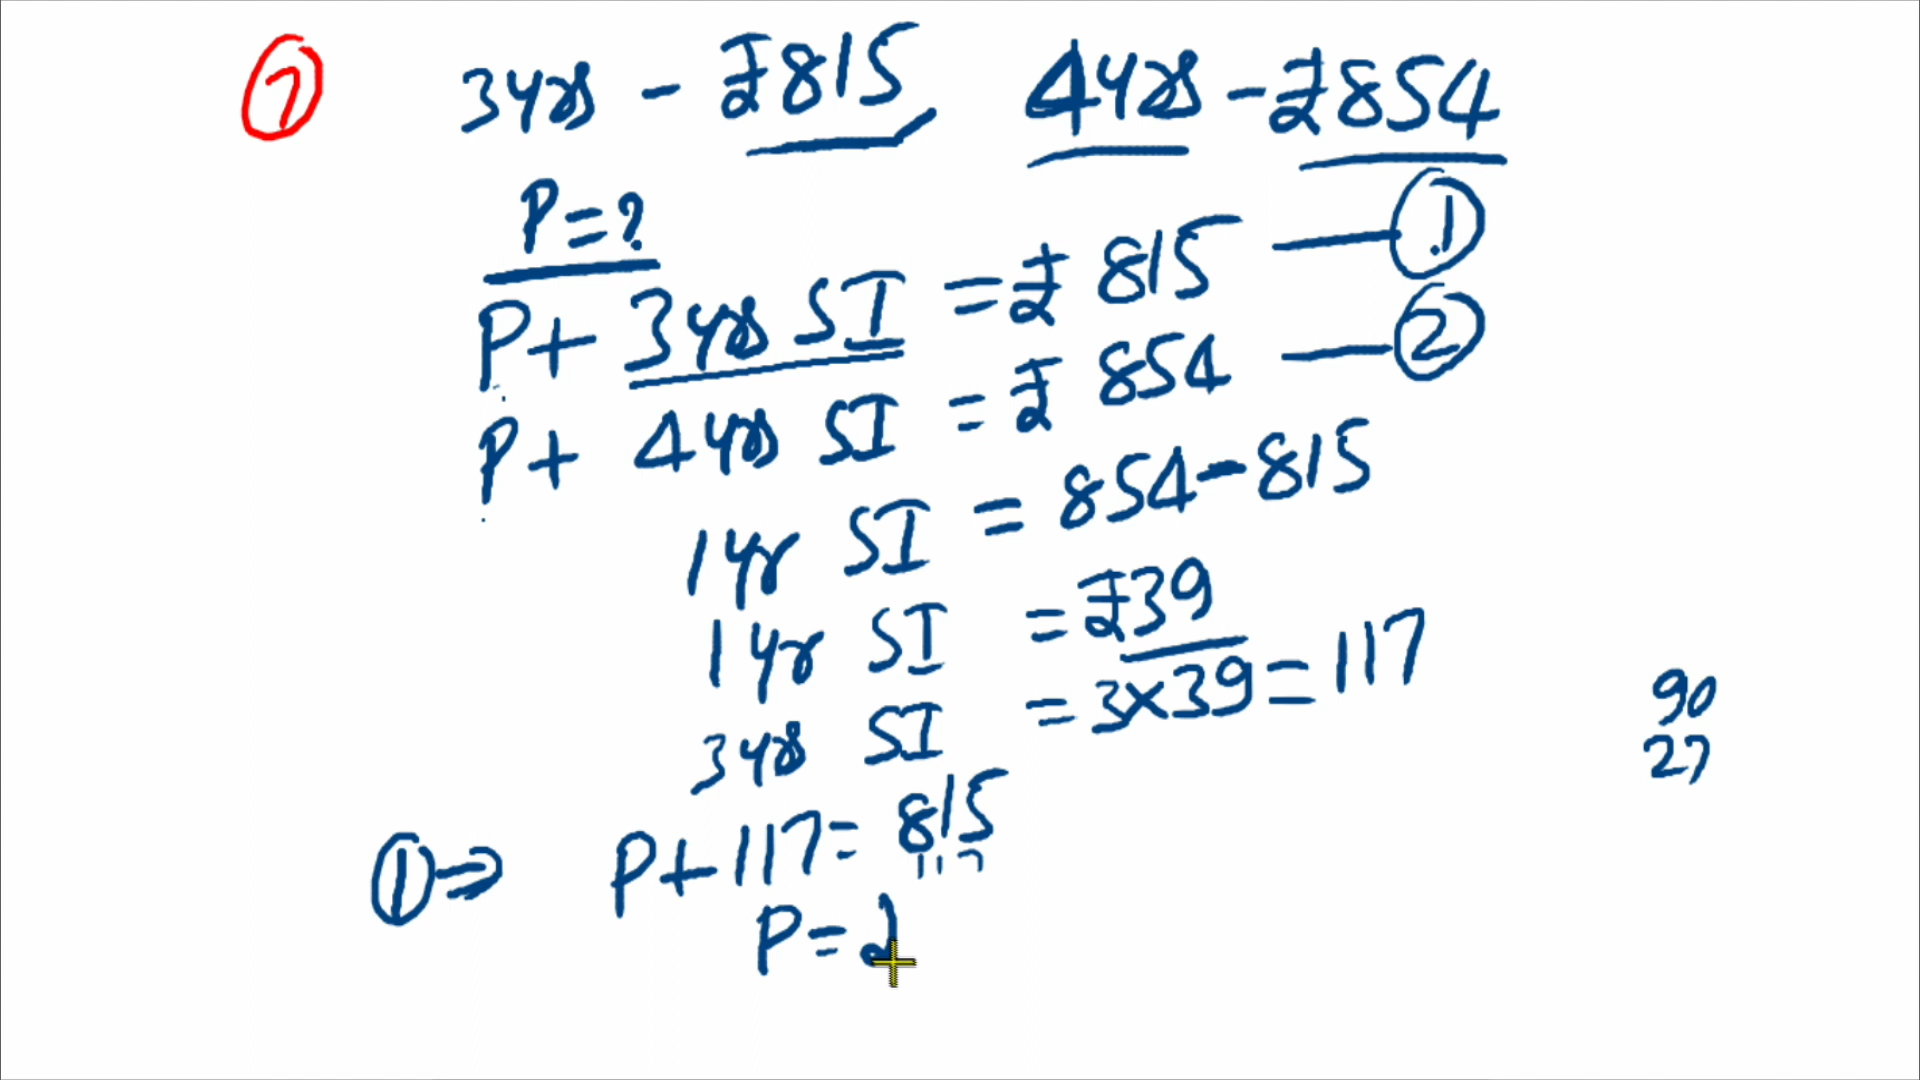 7 3yrs - ₹815, 4yrs - ₹854
P = ?
P + 3yrs SI = ₹ 815 — 1
P + 4yrs SI = ₹ 854 — 2
1yr SI = 854 - 815
1yr SI = ₹39
3yrs SI = 3×39 = 117
90
27
1 ⇒ P + 117 = 815
117
P =